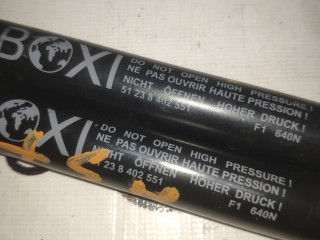 BOXI
DO NOT OPEN HIGH PRESSURE!
NE PAS OUVRIR HAUTE PRESSION!
NICHT ÖFFNEN HOHER DRUCK!
51 23 8 402 551 F1 640N
OXI
DO NOT OPEN HIGH PRESSURE!
NE PAS OUVRIR HAUTE PRESSION!
NICHT ÖFFNEN HOHER DRUCK!
23 8 402 551 F1 640N